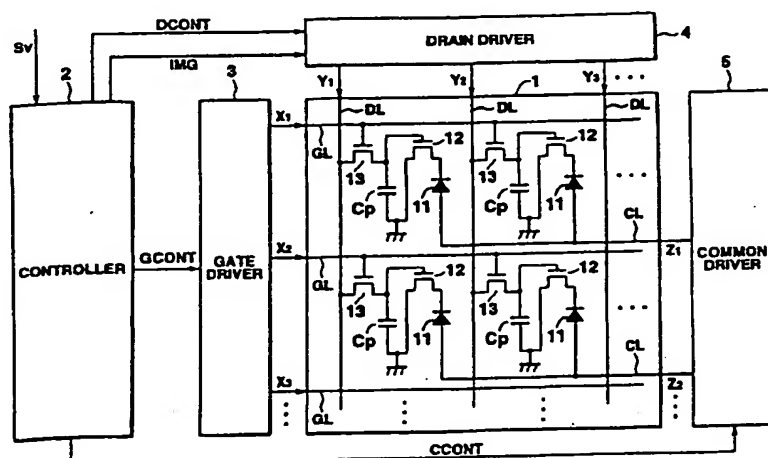 DCONT
Sv
IMG
DRAIN DRIVER
4
2
3
Y1
Y2
Y3
1
5
DL
DL
DL
X1
GL
12
12
13
13
Cp
11
Cp
11
CL
Z1
CONTROLLER
GCONT
GATE DRIVER
X2
GL
12
12
COMMON DRIVER
13
13
Cp
11
Cp
11
CL
Z2
X3
GL
CCONT